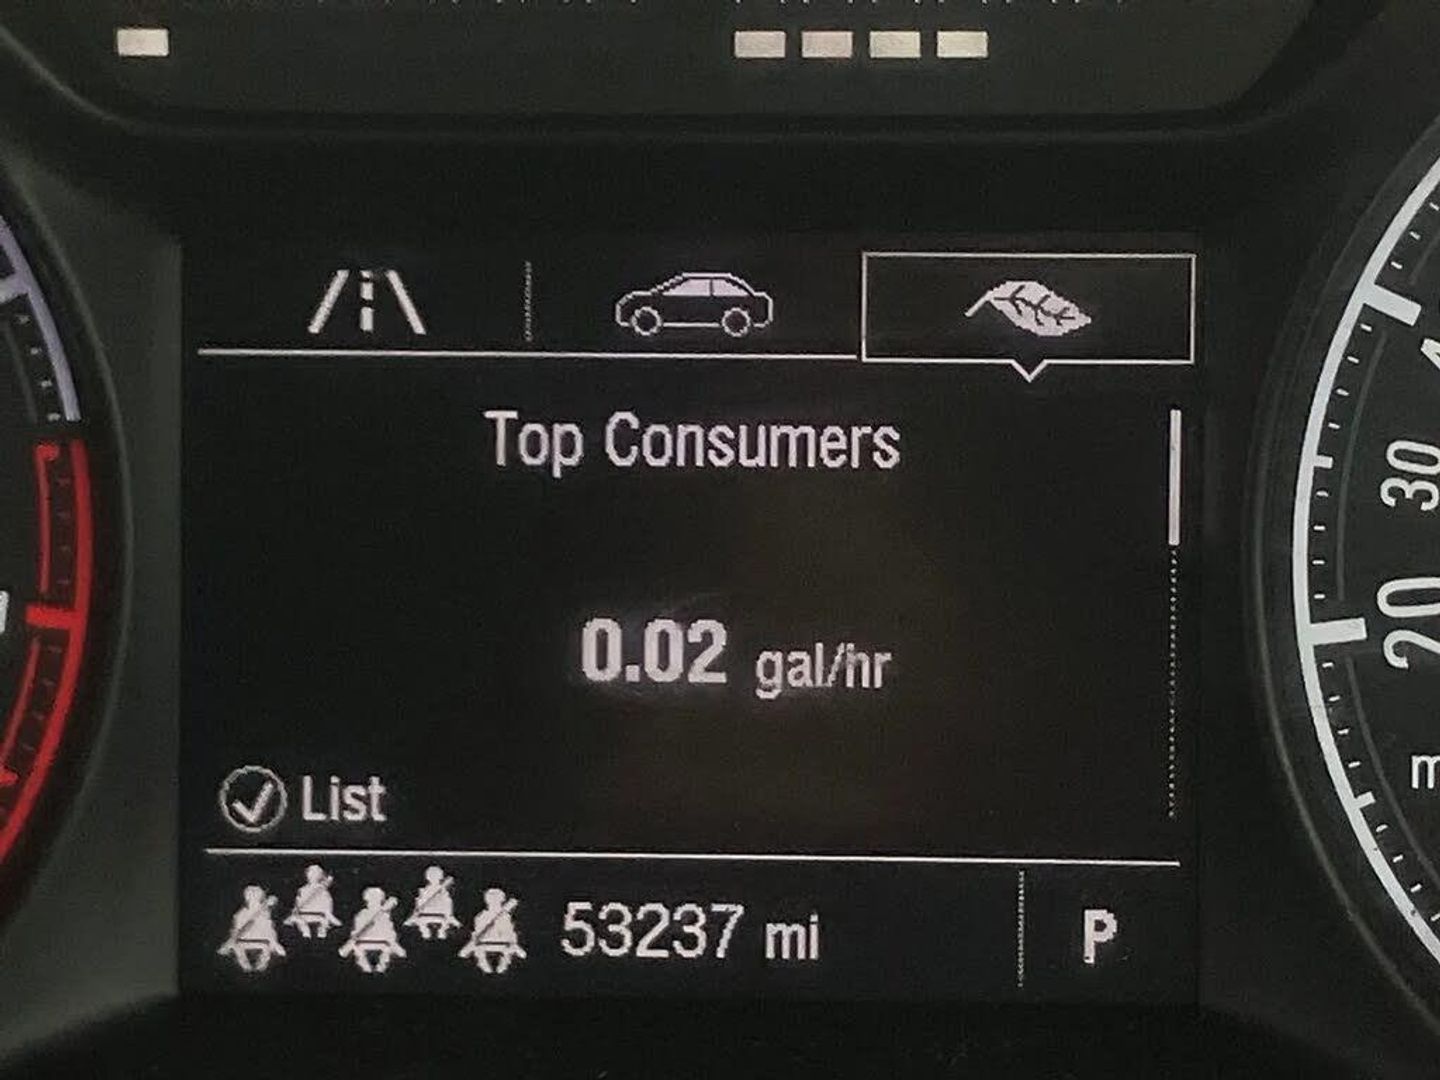 Top Consumers
0.02 gal/hr
List
53237 mi
P
30
20